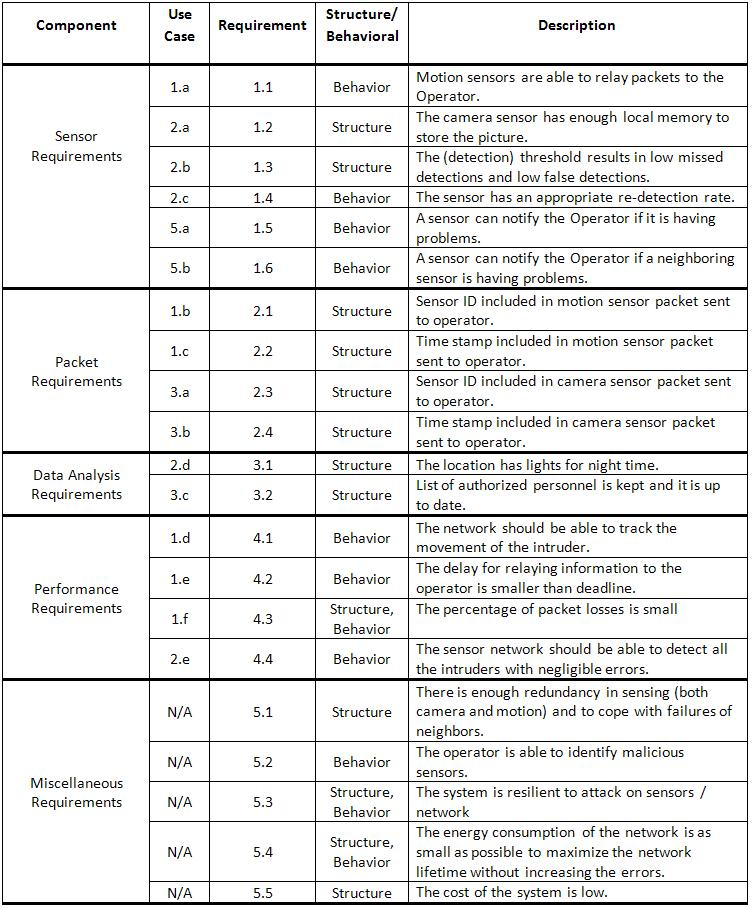 Component
Use
Case
Requirement
Structure/
Behavioral
Description
Sensor
Requirements
1.a
1.1
Behavior
Motion sensors are able to relay packets to the
Operator.
2.a
1.2
Structure
The camera sensor has enough local memory to
store the picture.
2.b
1.3
Structure
The (detection) threshold results in low missed
detections and low false detections.
2.c
1.4
Behavior
The sensor has an appropriate re-detection rate.
5.a
1.5
Behavior
A sensor can notify the Operator if it is having
problems.
5.b
1.6
Behavior
A sensor can notify the Operator if a neighboring
sensor is having problems.
Packet
Requirements
1.b
2.1
Structure
Sensor ID included in motion sensor packet sent
to operator.
1.c
2.2
Structure
Time stamp included in motion sensor packet
sent to operator.
3.a
2.3
Structure
Sensor ID included in camera sensor packet sent
to operator.
3.b
2.4
Structure
Time stamp included in camera sensor packet
sent to operator.
Data Analysis
Requirements
2.d
3.1
Structure
The location has lights for night time.
3.c
3.2
Structure
List of authorized personnel is kept and it is up
to date.
Performance
Requirements
1.d
4.1
Behavior
The network should be able to track the
movement of the intruder.
1.e
4.2
Behavior
The delay for relaying information to the
operator is smaller than deadline.
1.f
4.3
Structure,
Behavior
The percentage of packet losses is small
2.e
4.4
Behavior
The sensor network should be able to detect all
the intruders with negligible errors.
Miscellaneous
Requirements
N/A
5.1
Structure
There is enough redundancy in sensing (both
camera and motion) and to cope with failures of
neighbors.
N/A
5.2
Behavior
The operator is able to identify malicious
sensors.
N/A
5.3
Structure,
Behavior
The system is resilient to attack on sensors /
network
N/A
5.4
Structure,
Behavior
The energy consumption of the network is as
small as possible to maximize the network
lifetime without increasing the errors.
N/A
5.5
Structure
The cost of the system is low.